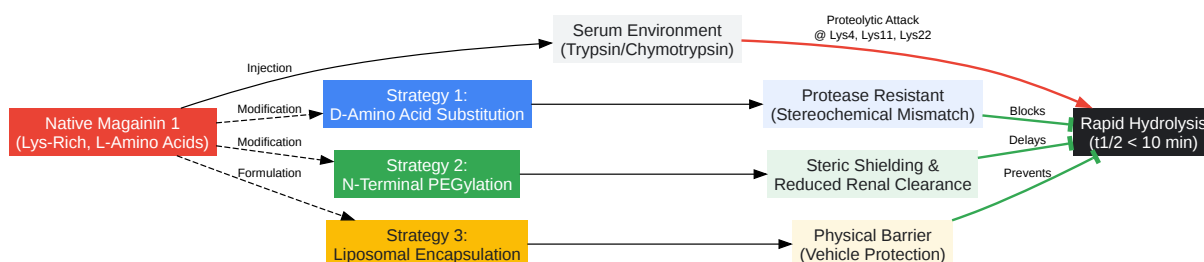 Serum Environment
(Trypsin/Chymotrypsin)
Proteolytic Attack
@ Lys4, Lys11, Lys22
Injection
Native Magainin 1
(Lys-Rich, L-Amino Acids)
Modification
Strategy 1:
D-Amino Acid Substitution
Protease Resistant
(Stereochemical Mismatch)
Blocks
Rapid Hydrolysis
(t1/2 < 10 min)
Modification
Strategy 2:
N-Terminal PEGylation
Steric Shielding &
Reduced Renal Clearance
Delays
Formulation
Strategy 3:
Liposomal Encapsulation
Physical Barrier
(Vehicle Protection)
Prevents